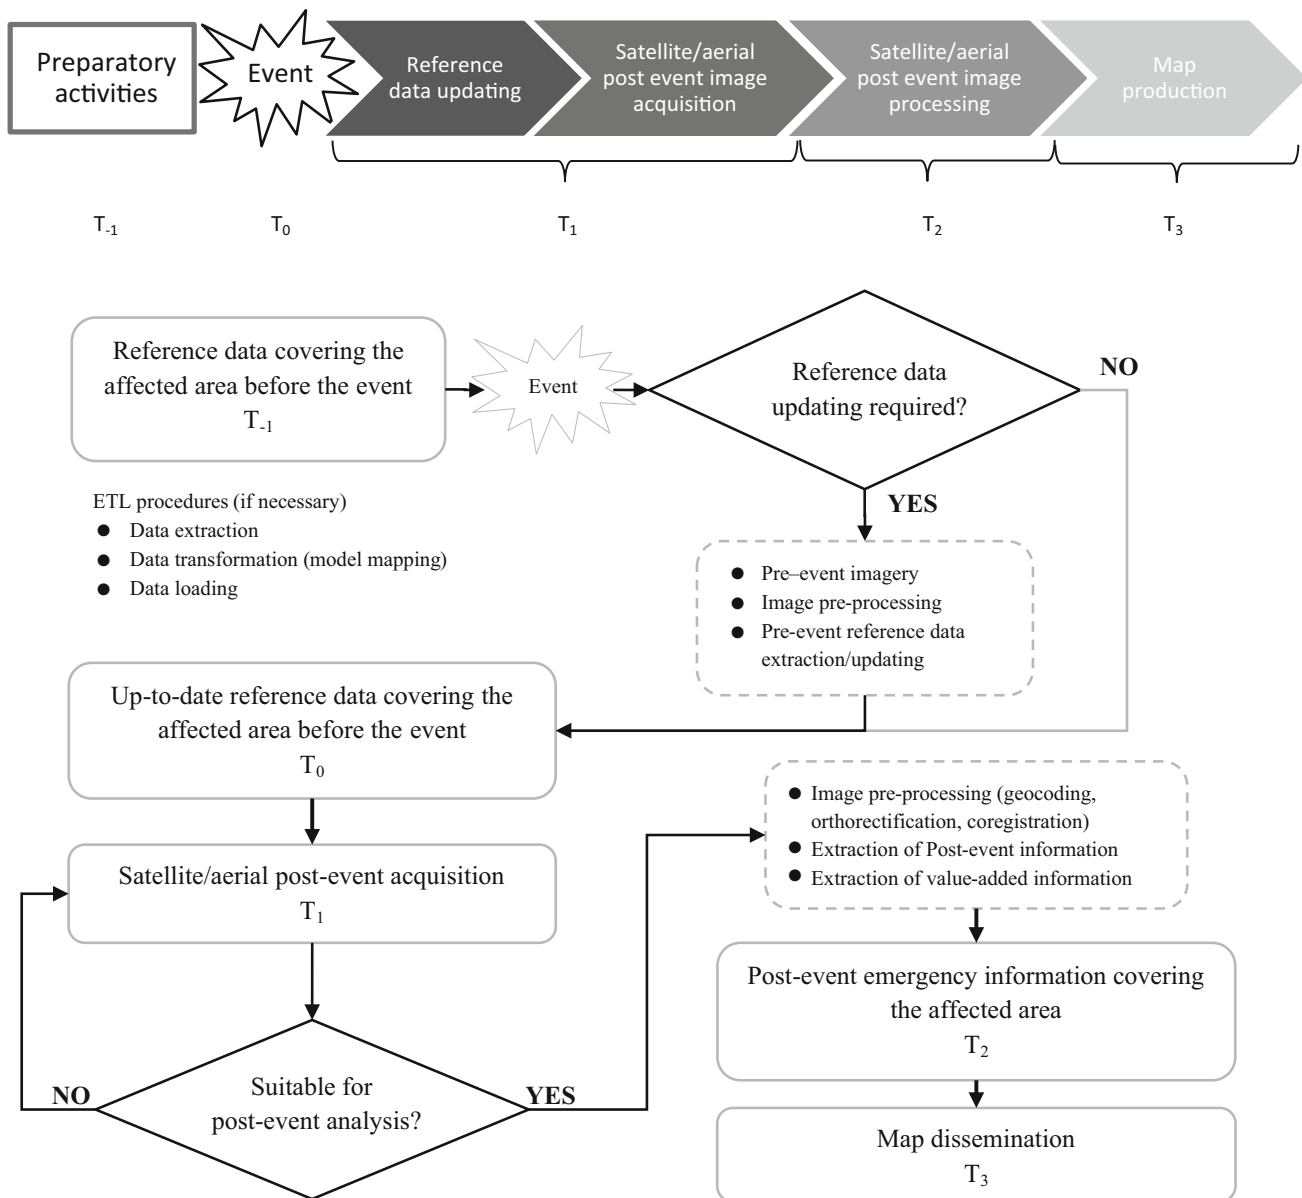 Preparatory
activities
Event
Reference
data updating
Satellite/aerial
post event image
acquisition
Satellite/aerial
post event image
processing
Map
production
T-1
T0
T1
T2
T3
Reference data covering the
affected area before the event
T-1
Event
Reference data
updating required?
NO
YES
ETL procedures (if necessary)
● Data extraction
● Data transformation (model mapping)
● Data loading
● Pre–event imagery
● Image pre-processing
● Pre-event reference data
extraction/updating
Up-to-date reference data covering the
affected area before the event
T0
Satellite/aerial post-event acquisition
T1
Suitable for
post-event analysis?
NO
YES
● Image pre-processing (geocoding,
orthorectification, coregistration)
● Extraction of Post-event information
● Extraction of value-added information
Post-event emergency information covering
the affected area
T2
Map dissemination
T3